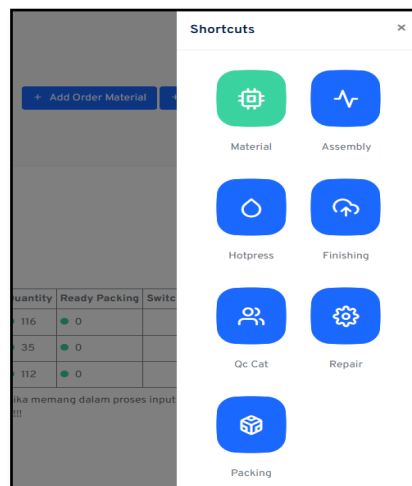 Shortcuts
×
+ Add Order Material
+
Material
Assembly
Hotpress
Finishing
uantity Ready Packing Switc
116 0
Qc Cat
Repair
35 0
112 0
ika memang dalam proses input
!!!
Packing